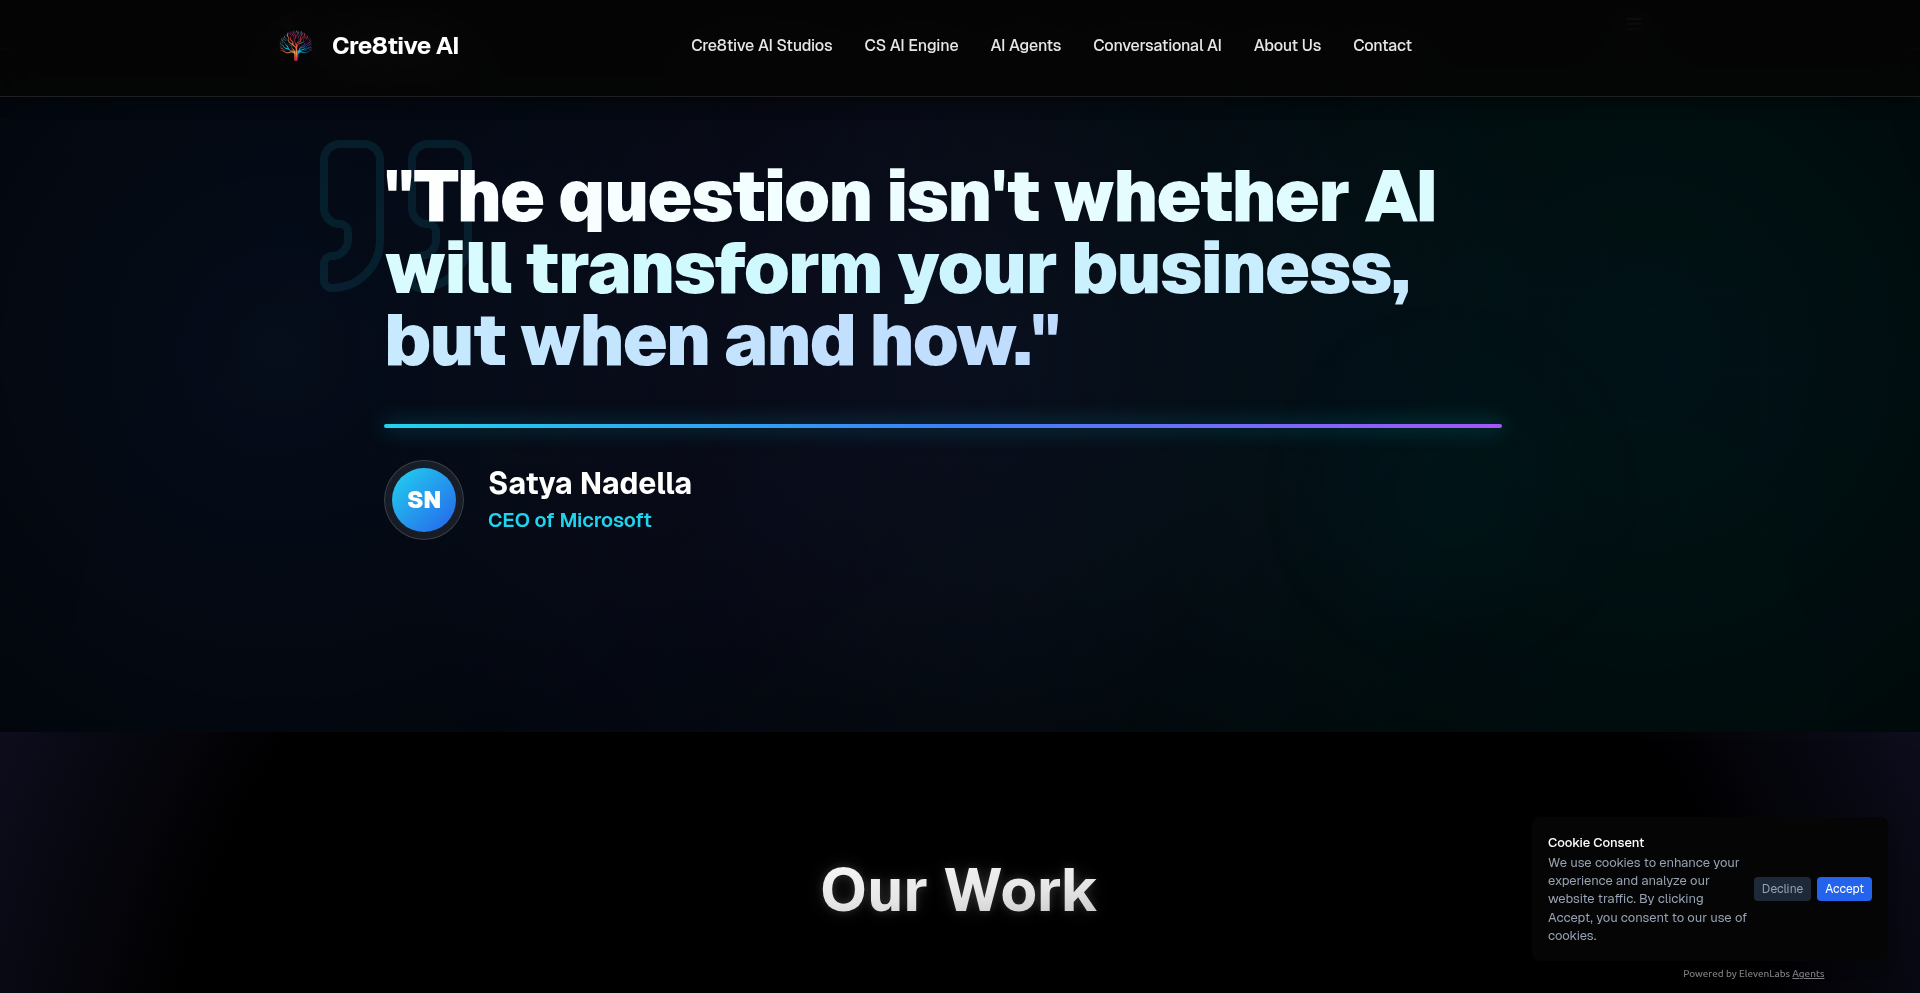 Cre8tive AI
Cre8tive AI Studios
CS AI Engine
AI Agents
Conversational AI
About Us
Contact
"The question isn't whether AI
will transform your business,
but when and how."
SN
Satya Nadella
CEO of Microsoft
Our Work
Cookie Consent
We use cookies to enhance your
experience and analyze our
website traffic. By clicking
Accept, you consent to our use of
cookies.
Decline
Accept
Powered by ElevenLabs Agents